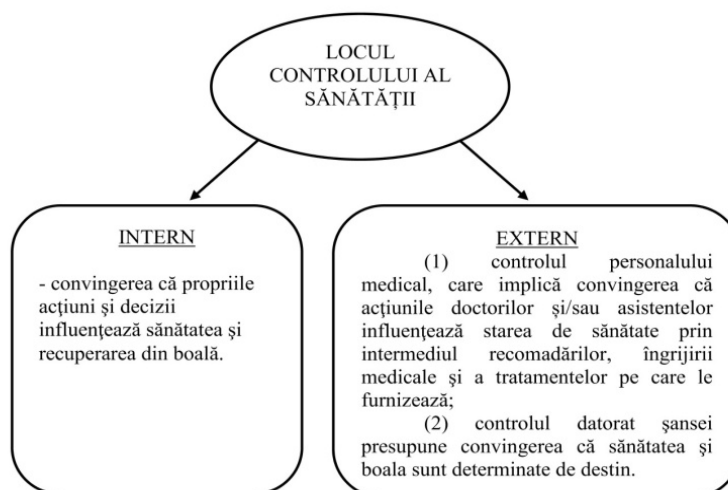 LOCUL
CONTROLULUI AL
SĂNĂTĂȚII
INTERN
- convingerea că propriile
acţiuni şi decizii
influenţează sănătatea şi
recuperarea din boală.
EXTERN
(1) controlul personalului
medical, care implică convingerea că
acţiunile doctorilor și/sau asistentelor
influenţează starea de sănătate prin
intermediul recomadărilor, îngrijirii
medicale şi a tratamentelor pe care le
furnizează;
(2) controlul datorat şansei
presupune convingerea că sănătatea şi
boala sunt determinate de destin.